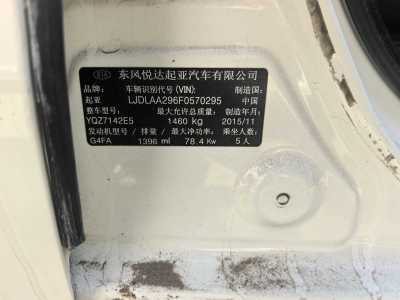 KIA 东风悦达起亚汽车有限公司
品牌: 车辆识别代号(VIN): 制造国:
起亚 LJDLAA296F0570295 中国
型号: 最大允许总质量: 制造年月:
YQZ7142E5 1460 kg 2015/11
发动机型号 / 排量 / 最大净功率: 乘坐人数:
G4FA 1396 ml 78.4 Kw 5人